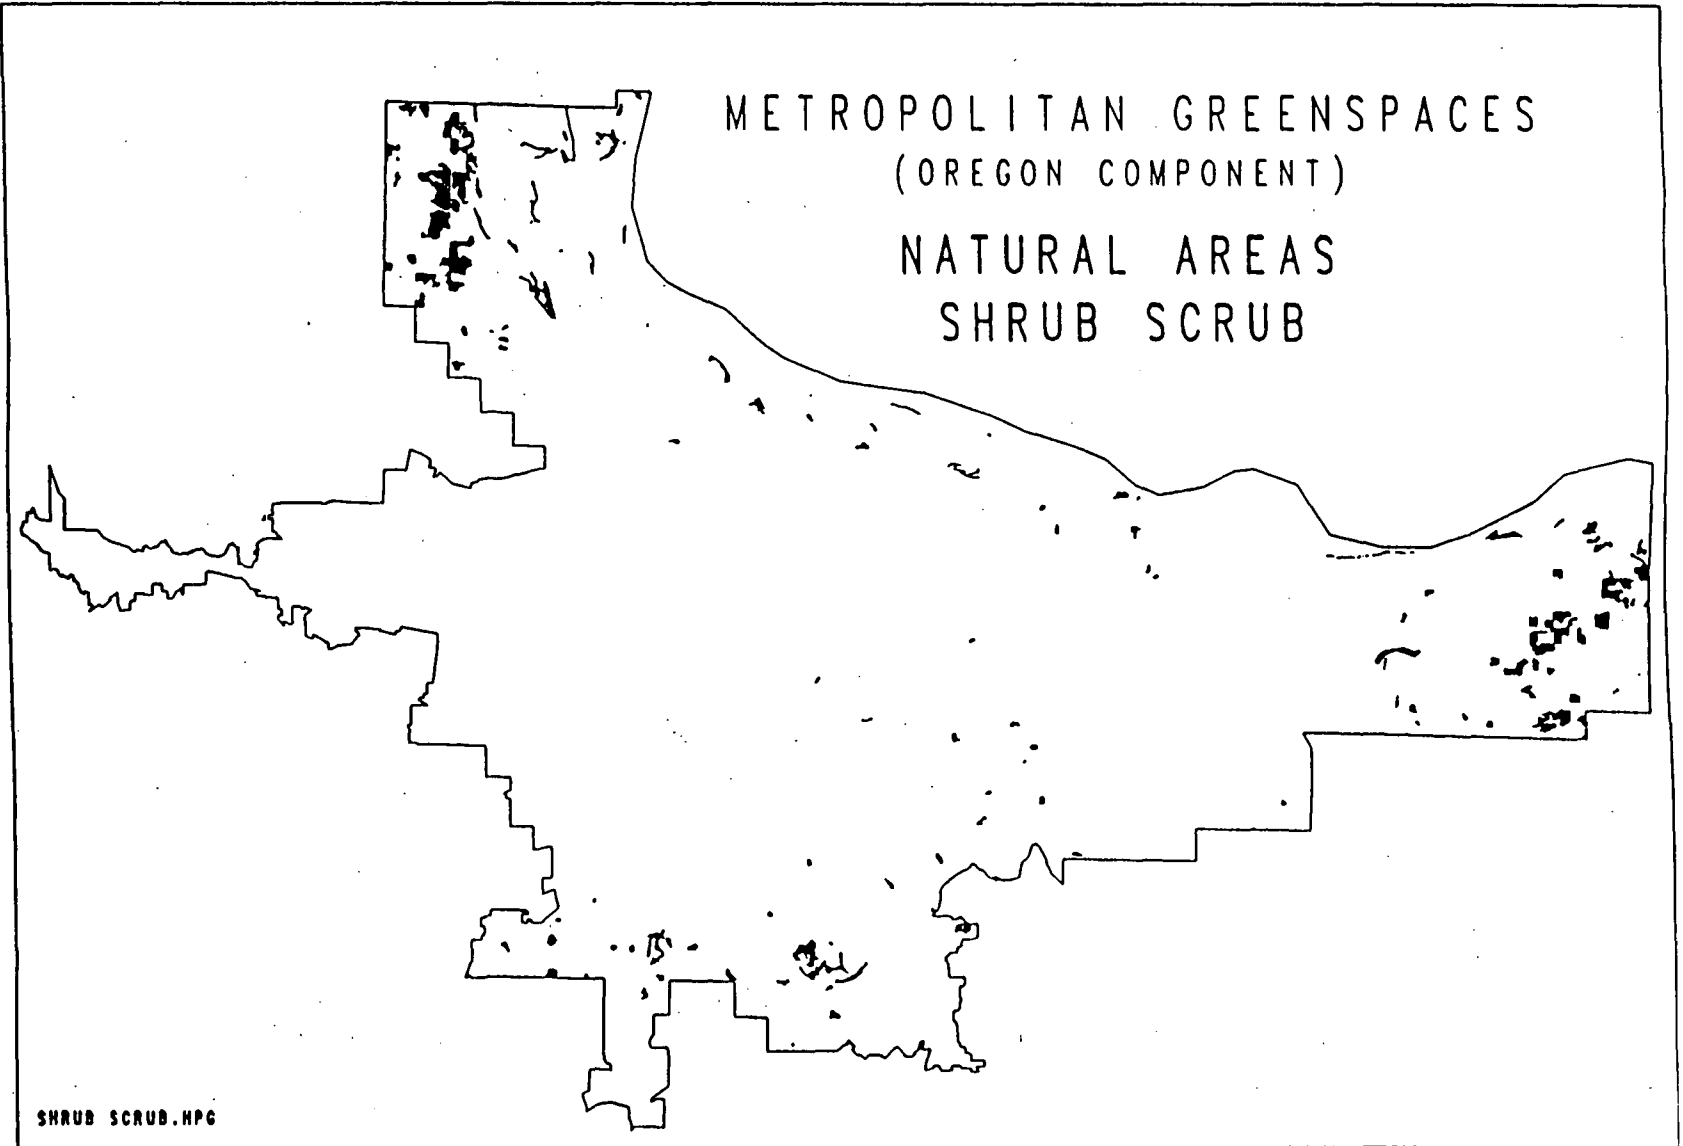 METROPOLITAN GREENSPACES
(OREGON COMPONENT)
NATURAL AREAS
SHRUB SCRUB
SHRUB SCRUB.HPG